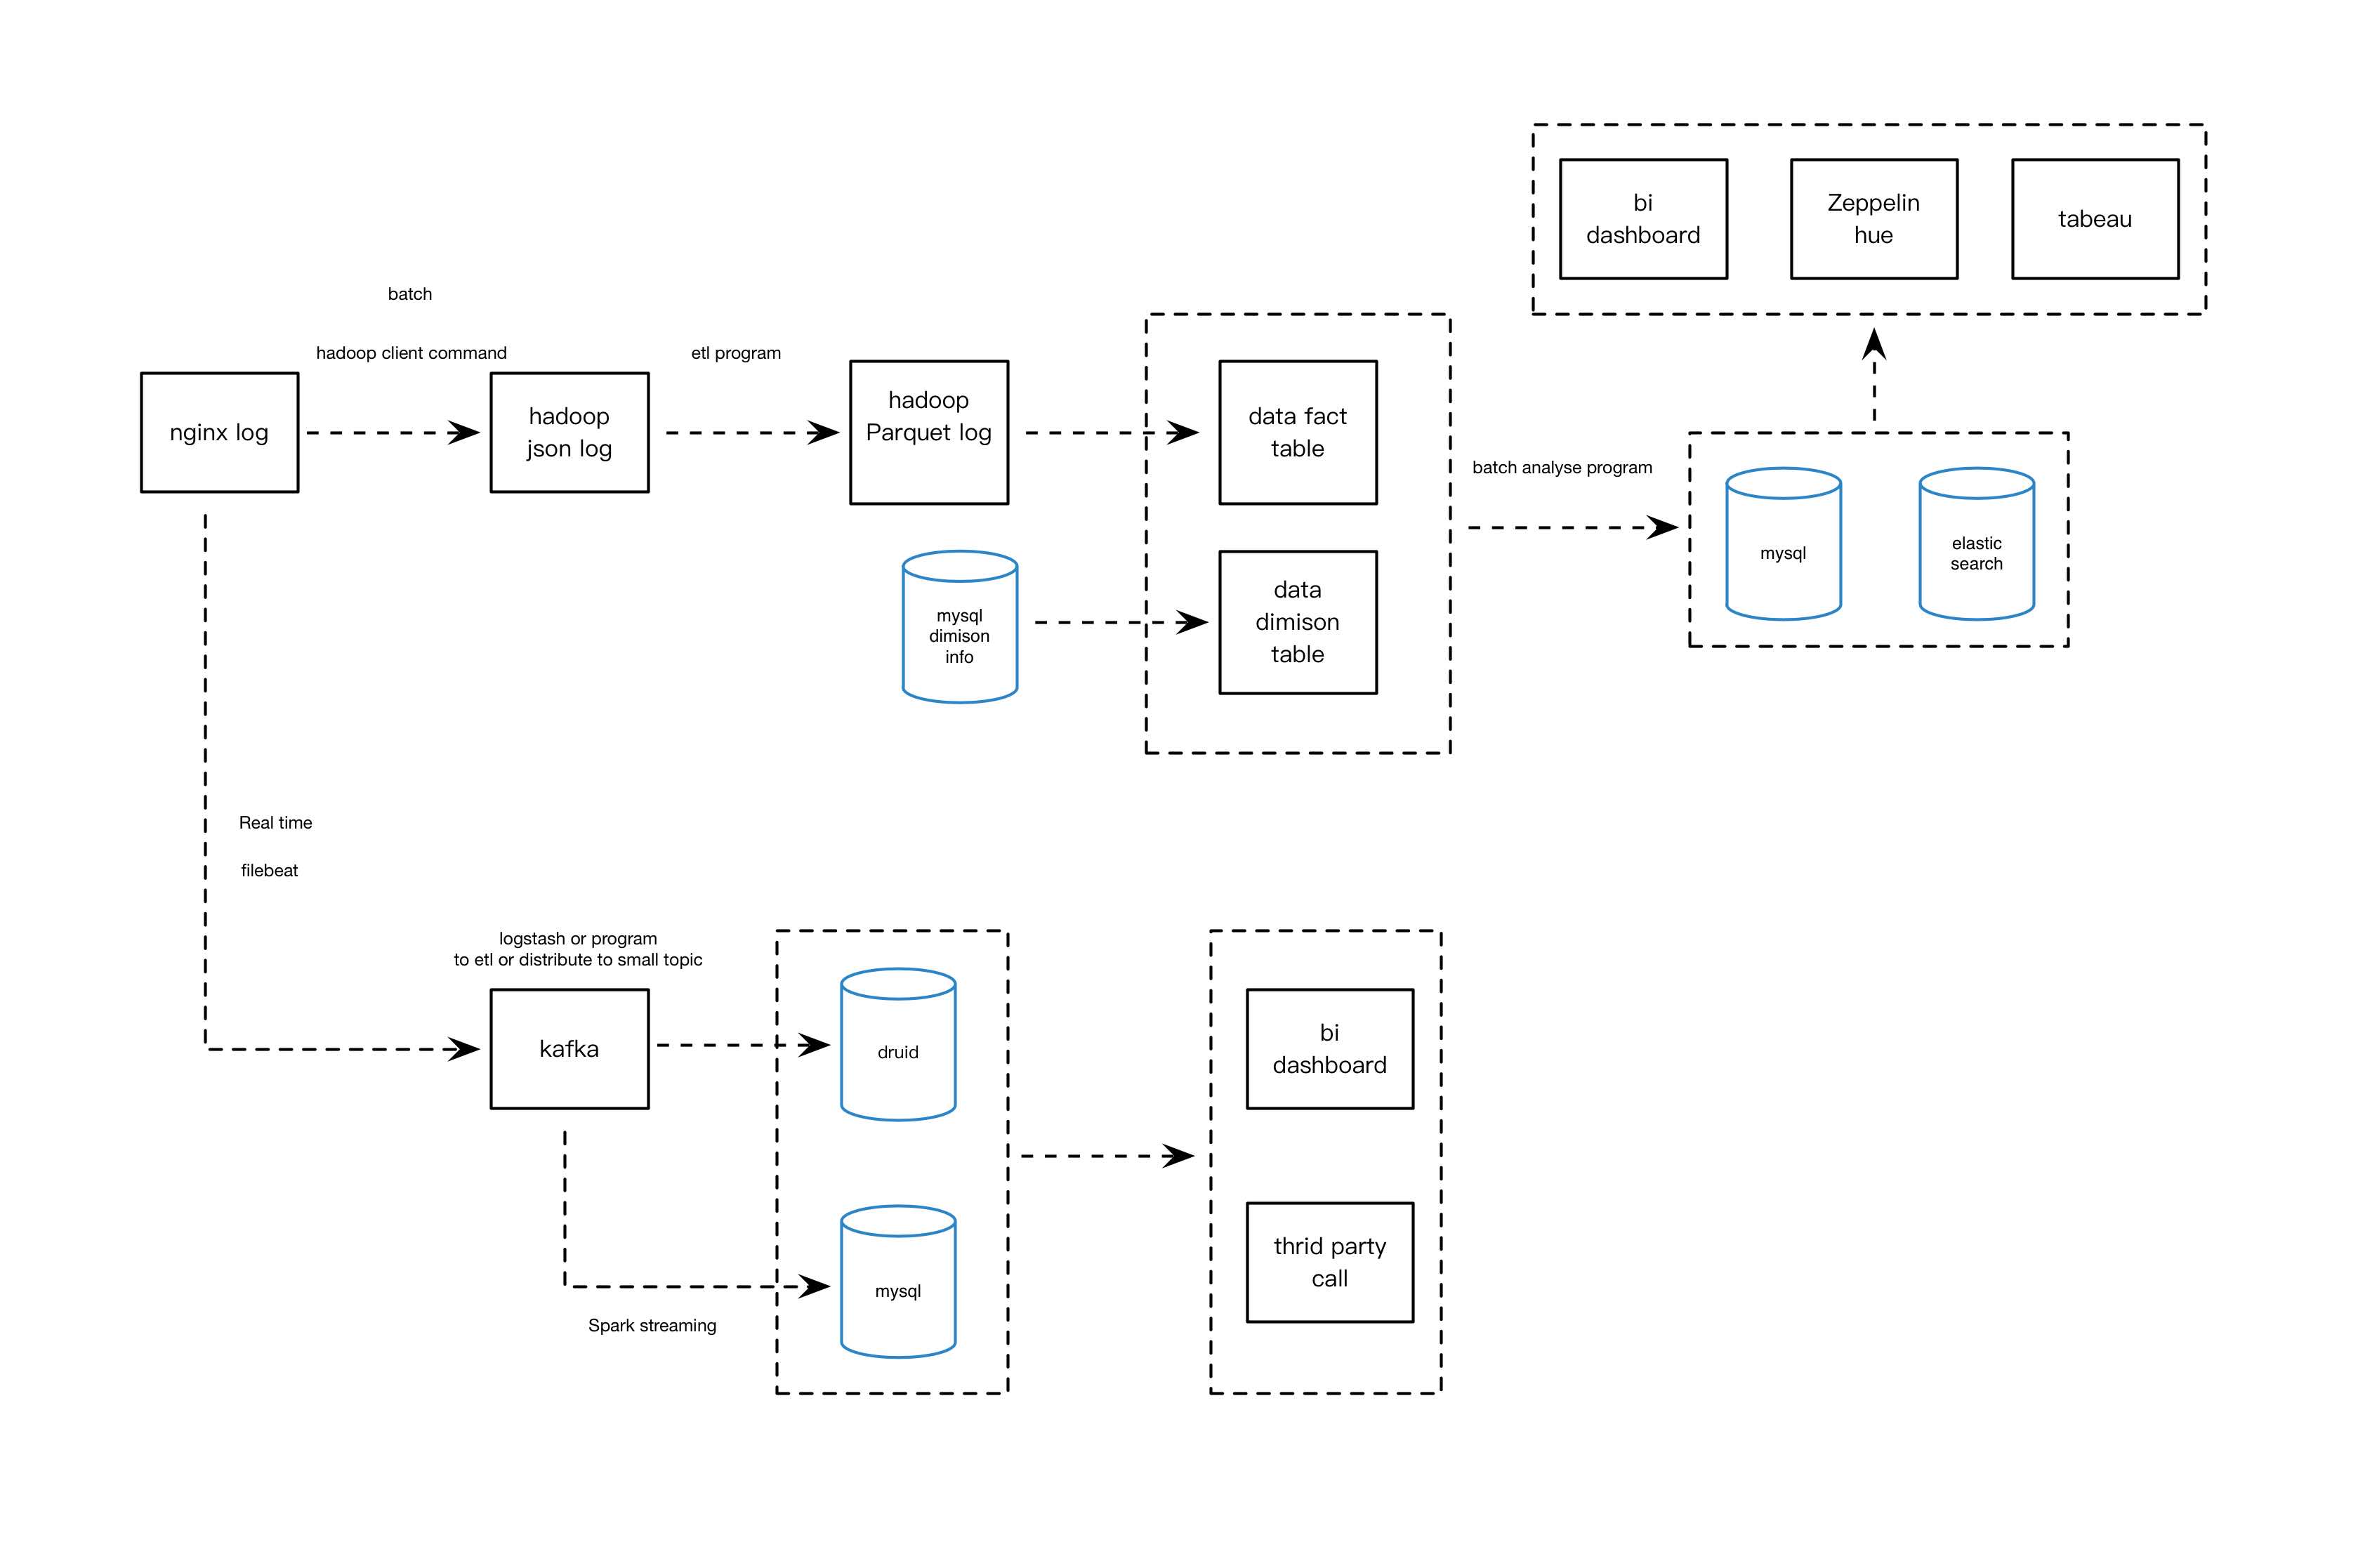 bi
dashboard
Zeppelin
hue
tabeau
batch
hadoop client command
etl program
nginx log
hadoop
json log
hadoop
Parquet log
data fact
table
batch analyse program
mysql
elastic
search
mysql
dimison
info
data
dimison
table
Real time
filebeat
logstash or program
to etl or distribute to small topic
kafka
druid
bi
dashboard
mysql
Spark streaming
thrid party
call